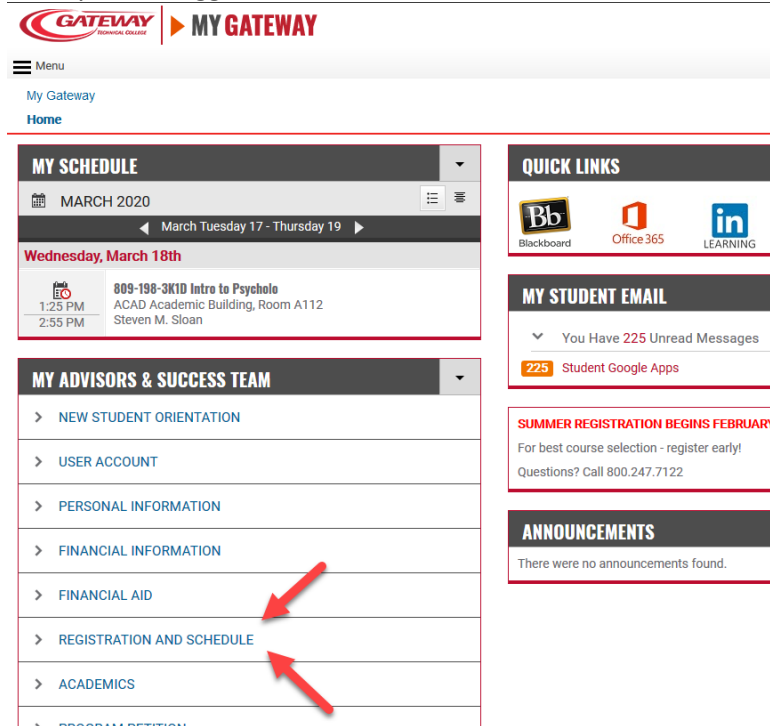 GATEWAY
TECHNICAL COLLEGE
MY GATEWAY
Menu
My Gateway
Home
MY SCHEDULE
MARCH 2020
March Tuesday 17 - Thursday 19
Wednesday, March 18th
1:25 PM
2:55 PM
809-198-3K1D Intro to Psycholo
ACAD Academic Building, Room A112
Steven M. Sloan
MY ADVISORS & SUCCESS TEAM
NEW STUDENT ORIENTATION
USER ACCOUNT
PERSONAL INFORMATION
FINANCIAL INFORMATION
FINANCIAL AID
REGISTRATION AND SCHEDULE
ACADEMICS
PROGRAM PETITION
QUICK LINKS
Bb
Blackboard
Office 365
in
LEARNING
MY STUDENT EMAIL
You Have 225 Unread Messages
225 Student Google Apps
SUMMER REGISTRATION BEGINS FEBRUARY
For best course selection - register early!
Questions? Call 800.247.7122
ANNOUNCEMENTS
There were no announcements found.